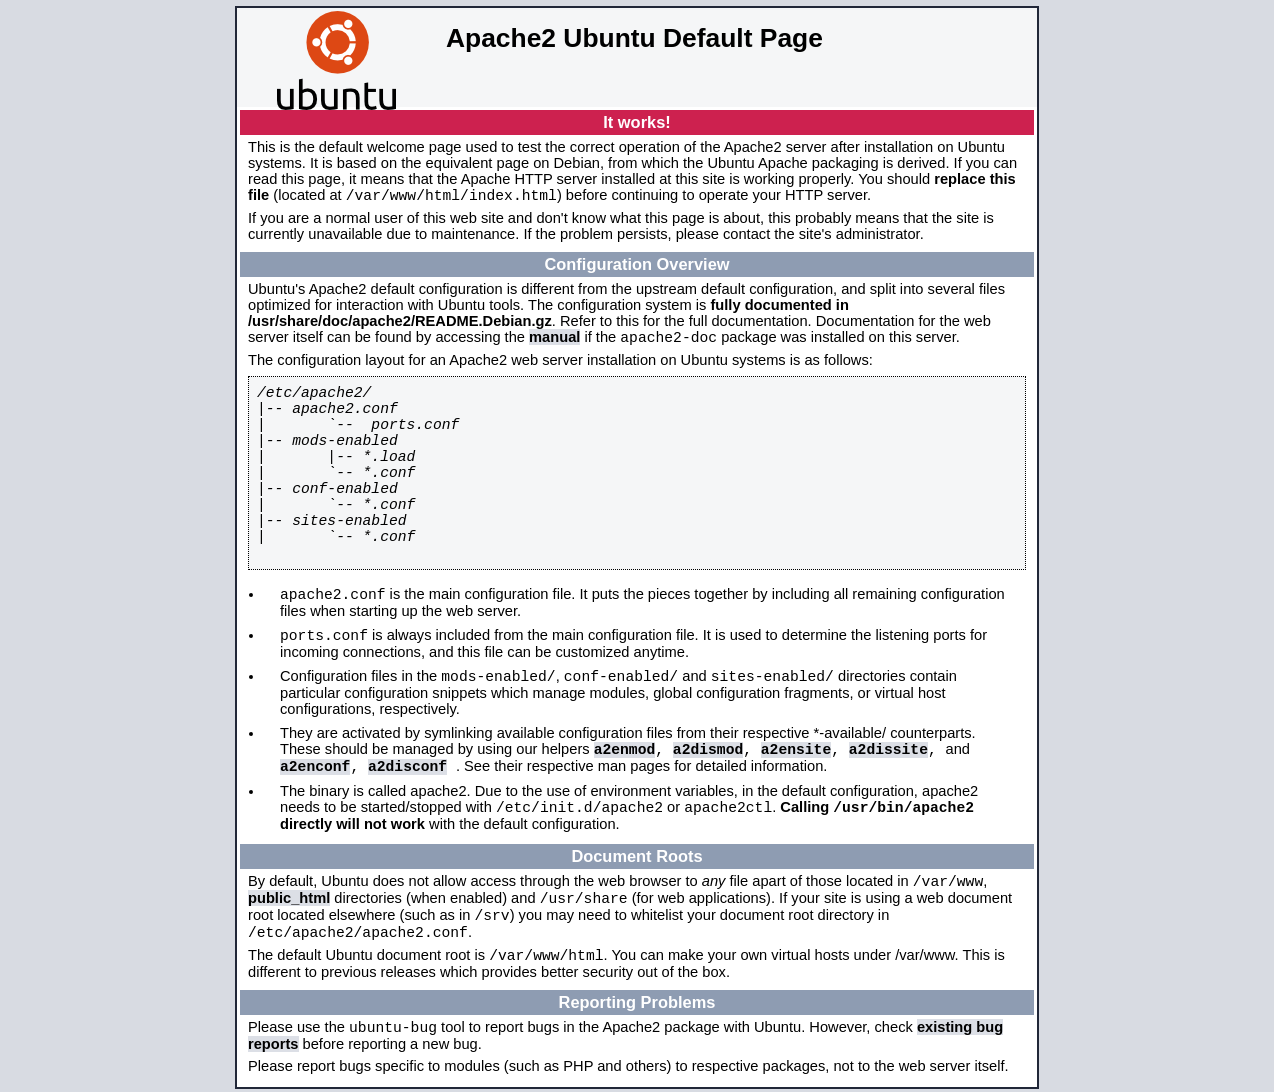 Apache2 Ubuntu Default Page
ubuntu
It works!
This is the default welcome page used to test the correct operation of the Apache2 server after installation on Ubuntu
systems. It is based on the equivalent page on Debian, from which the Ubuntu Apache packaging is derived. If you can
read this page, it means that the Apache HTTP server installed at this site is working properly. You should replace this
file (located at /var/www/html/index.html) before continuing to operate your HTTP server.
If you are a normal user of this web site and don't know what this page is about, this probably means that the site is
currently unavailable due to maintenance. If the problem persists, please contact the site's administrator.
Configuration Overview
Ubuntu's Apache2 default configuration is different from the upstream default configuration, and split into several files
optimized for interaction with Ubuntu tools. The configuration system is fully documented in
/usr/share/doc/apache2/README.Debian.gz. Refer to this for the full documentation. Documentation for the web
server itself can be found by accessing the manual if the apache2-doc package was installed on this server.
The configuration layout for an Apache2 web server installation on Ubuntu systems is as follows:
/etc/apache2/
|-- apache2.conf
|       `--  ports.conf
|-- mods-enabled
|       |-- *.load
|       `-- *.conf
|-- conf-enabled
|       `-- *.conf
|-- sites-enabled
|       `-- *.conf
• apache2.conf is the main configuration file. It puts the pieces together by including all remaining configuration
files when starting up the web server.
• ports.conf is always included from the main configuration file. It is used to determine the listening ports for
incoming connections, and this file can be customized anytime.
• Configuration files in the mods-enabled/, conf-enabled/ and sites-enabled/ directories contain
particular configuration snippets which manage modules, global configuration fragments, or virtual host
configurations, respectively.
• They are activated by symlinking available configuration files from their respective *-available/ counterparts.
These should be managed by using our helpers a2enmod, a2dismod, a2ensite, a2dissite, and
a2enconf, a2disconf . See their respective man pages for detailed information.
• The binary is called apache2. Due to the use of environment variables, in the default configuration, apache2
needs to be started/stopped with /etc/init.d/apache2 or apache2ctl. Calling /usr/bin/apache2
directly will not work with the default configuration.
Document Roots
By default, Ubuntu does not allow access through the web browser to any file apart of those located in /var/www,
public_html directories (when enabled) and /usr/share (for web applications). If your site is using a web document
root located elsewhere (such as in /srv) you may need to whitelist your document root directory in
/etc/apache2/apache2.conf.
The default Ubuntu document root is /var/www/html. You can make your own virtual hosts under /var/www. This is
different to previous releases which provides better security out of the box.
Reporting Problems
Please use the ubuntu-bug tool to report bugs in the Apache2 package with Ubuntu. However, check existing bug
reports before reporting a new bug.
Please report bugs specific to modules (such as PHP and others) to respective packages, not to the web server itself.